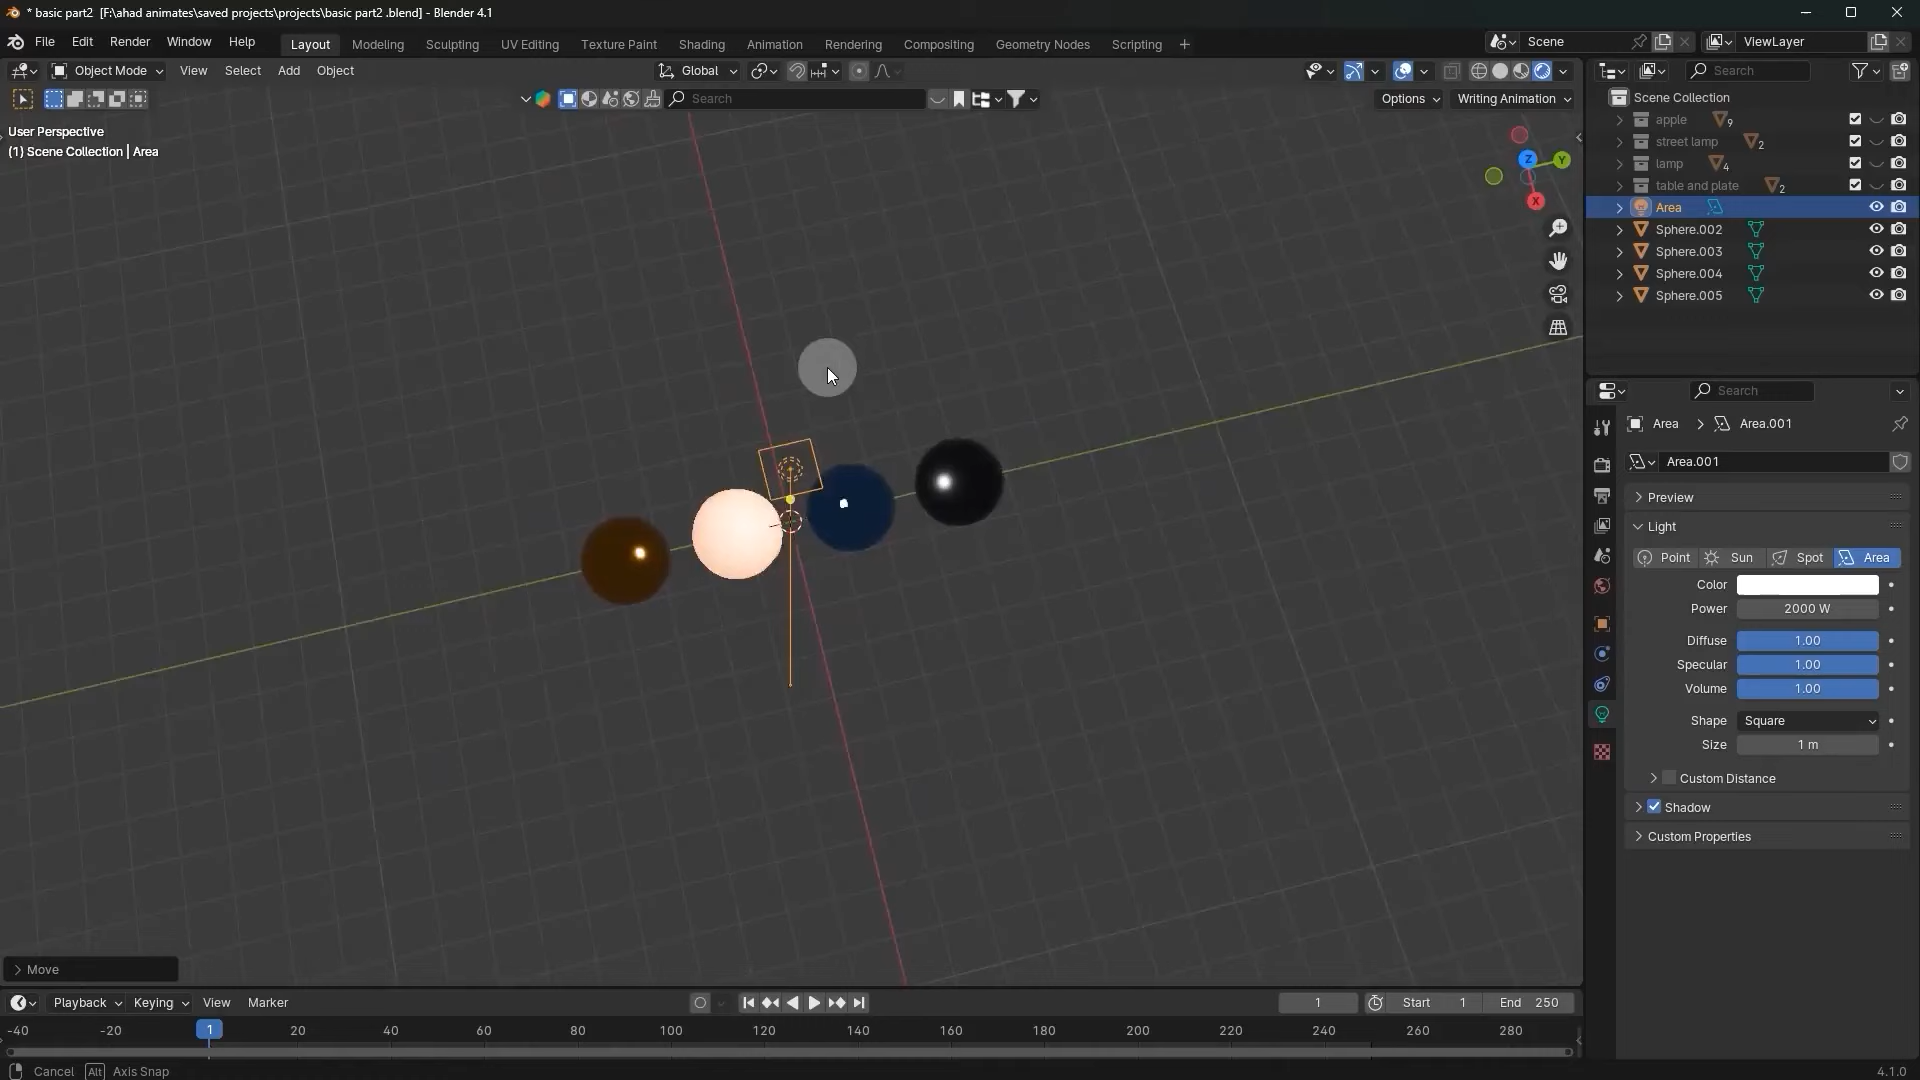 * basic part2 [F:\ahad animates\saved projects\projects\basic part2 .blend] - Blender 4.1
File Edit Render Window Help
Layout Modeling Sculpting UV Editing Texture Paint Shading Animation Rendering Compositing Geometry Nodes Scripting +
Scene
ViewLayer
Object Mode View Select Add Object
Global
Search
Search
Options
Writing Animation
User Perspective
(1) Scene Collection | Area
Z
Y
X
Scene Collection
apple 9
street lamp 2
lamp 4
table and plate 2
Area
Sphere.002
Sphere.003
Sphere.004
Sphere.005
Search
Area > Area.001
Area.001
Preview
Light
Point Sun Spot Area
Color
Power 2000 W
Diffuse 1.00
Specular 1.00
Volume 1.00
Shape Square
Size 1 m
Custom Distance
Shadow
Custom Properties
Move
Playback Keying View Marker
1 Start 1 End 250
-40 -20 1 20 40 60 80 100 120 140 160 180 200 220 240 260 280
Cancel Alt Axis Snap
4.1.0